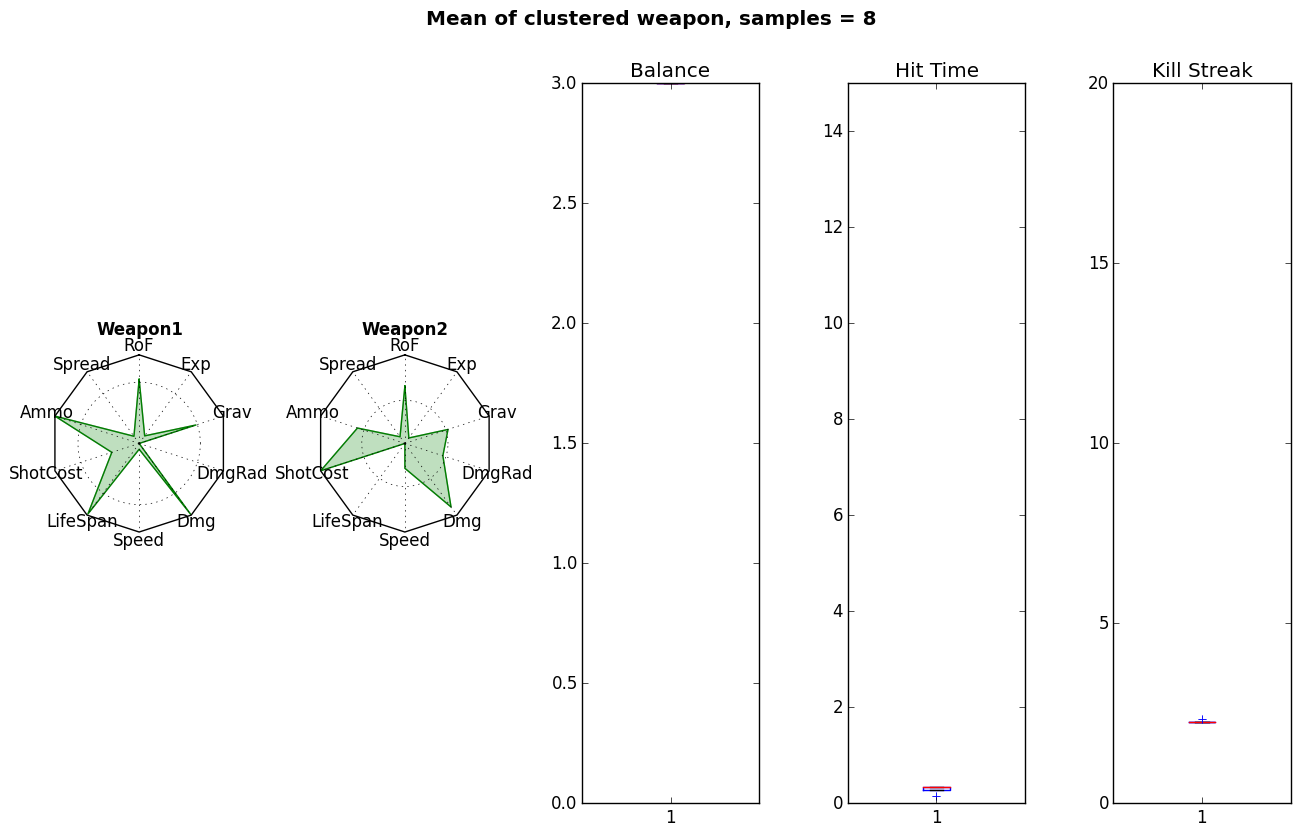 Mean of clustered weapon, samples = 8
Weapon1
RoF
Spread
Exp
Ammo
Grav
ShotCost
DmgRad
LifeSpan
Dmg
Speed
Weapon2
RoF
Spread
Exp
Ammo
Grav
ShotCost
DmgRad
LifeSpan
Dmg
Speed
Balance
3.0
2.5
2.0
1.5
1.0
0.5
0.0
1
Hit Time
14
12
10
8
6
4
2
0
1
Kill Streak
20
15
10
5
0
1